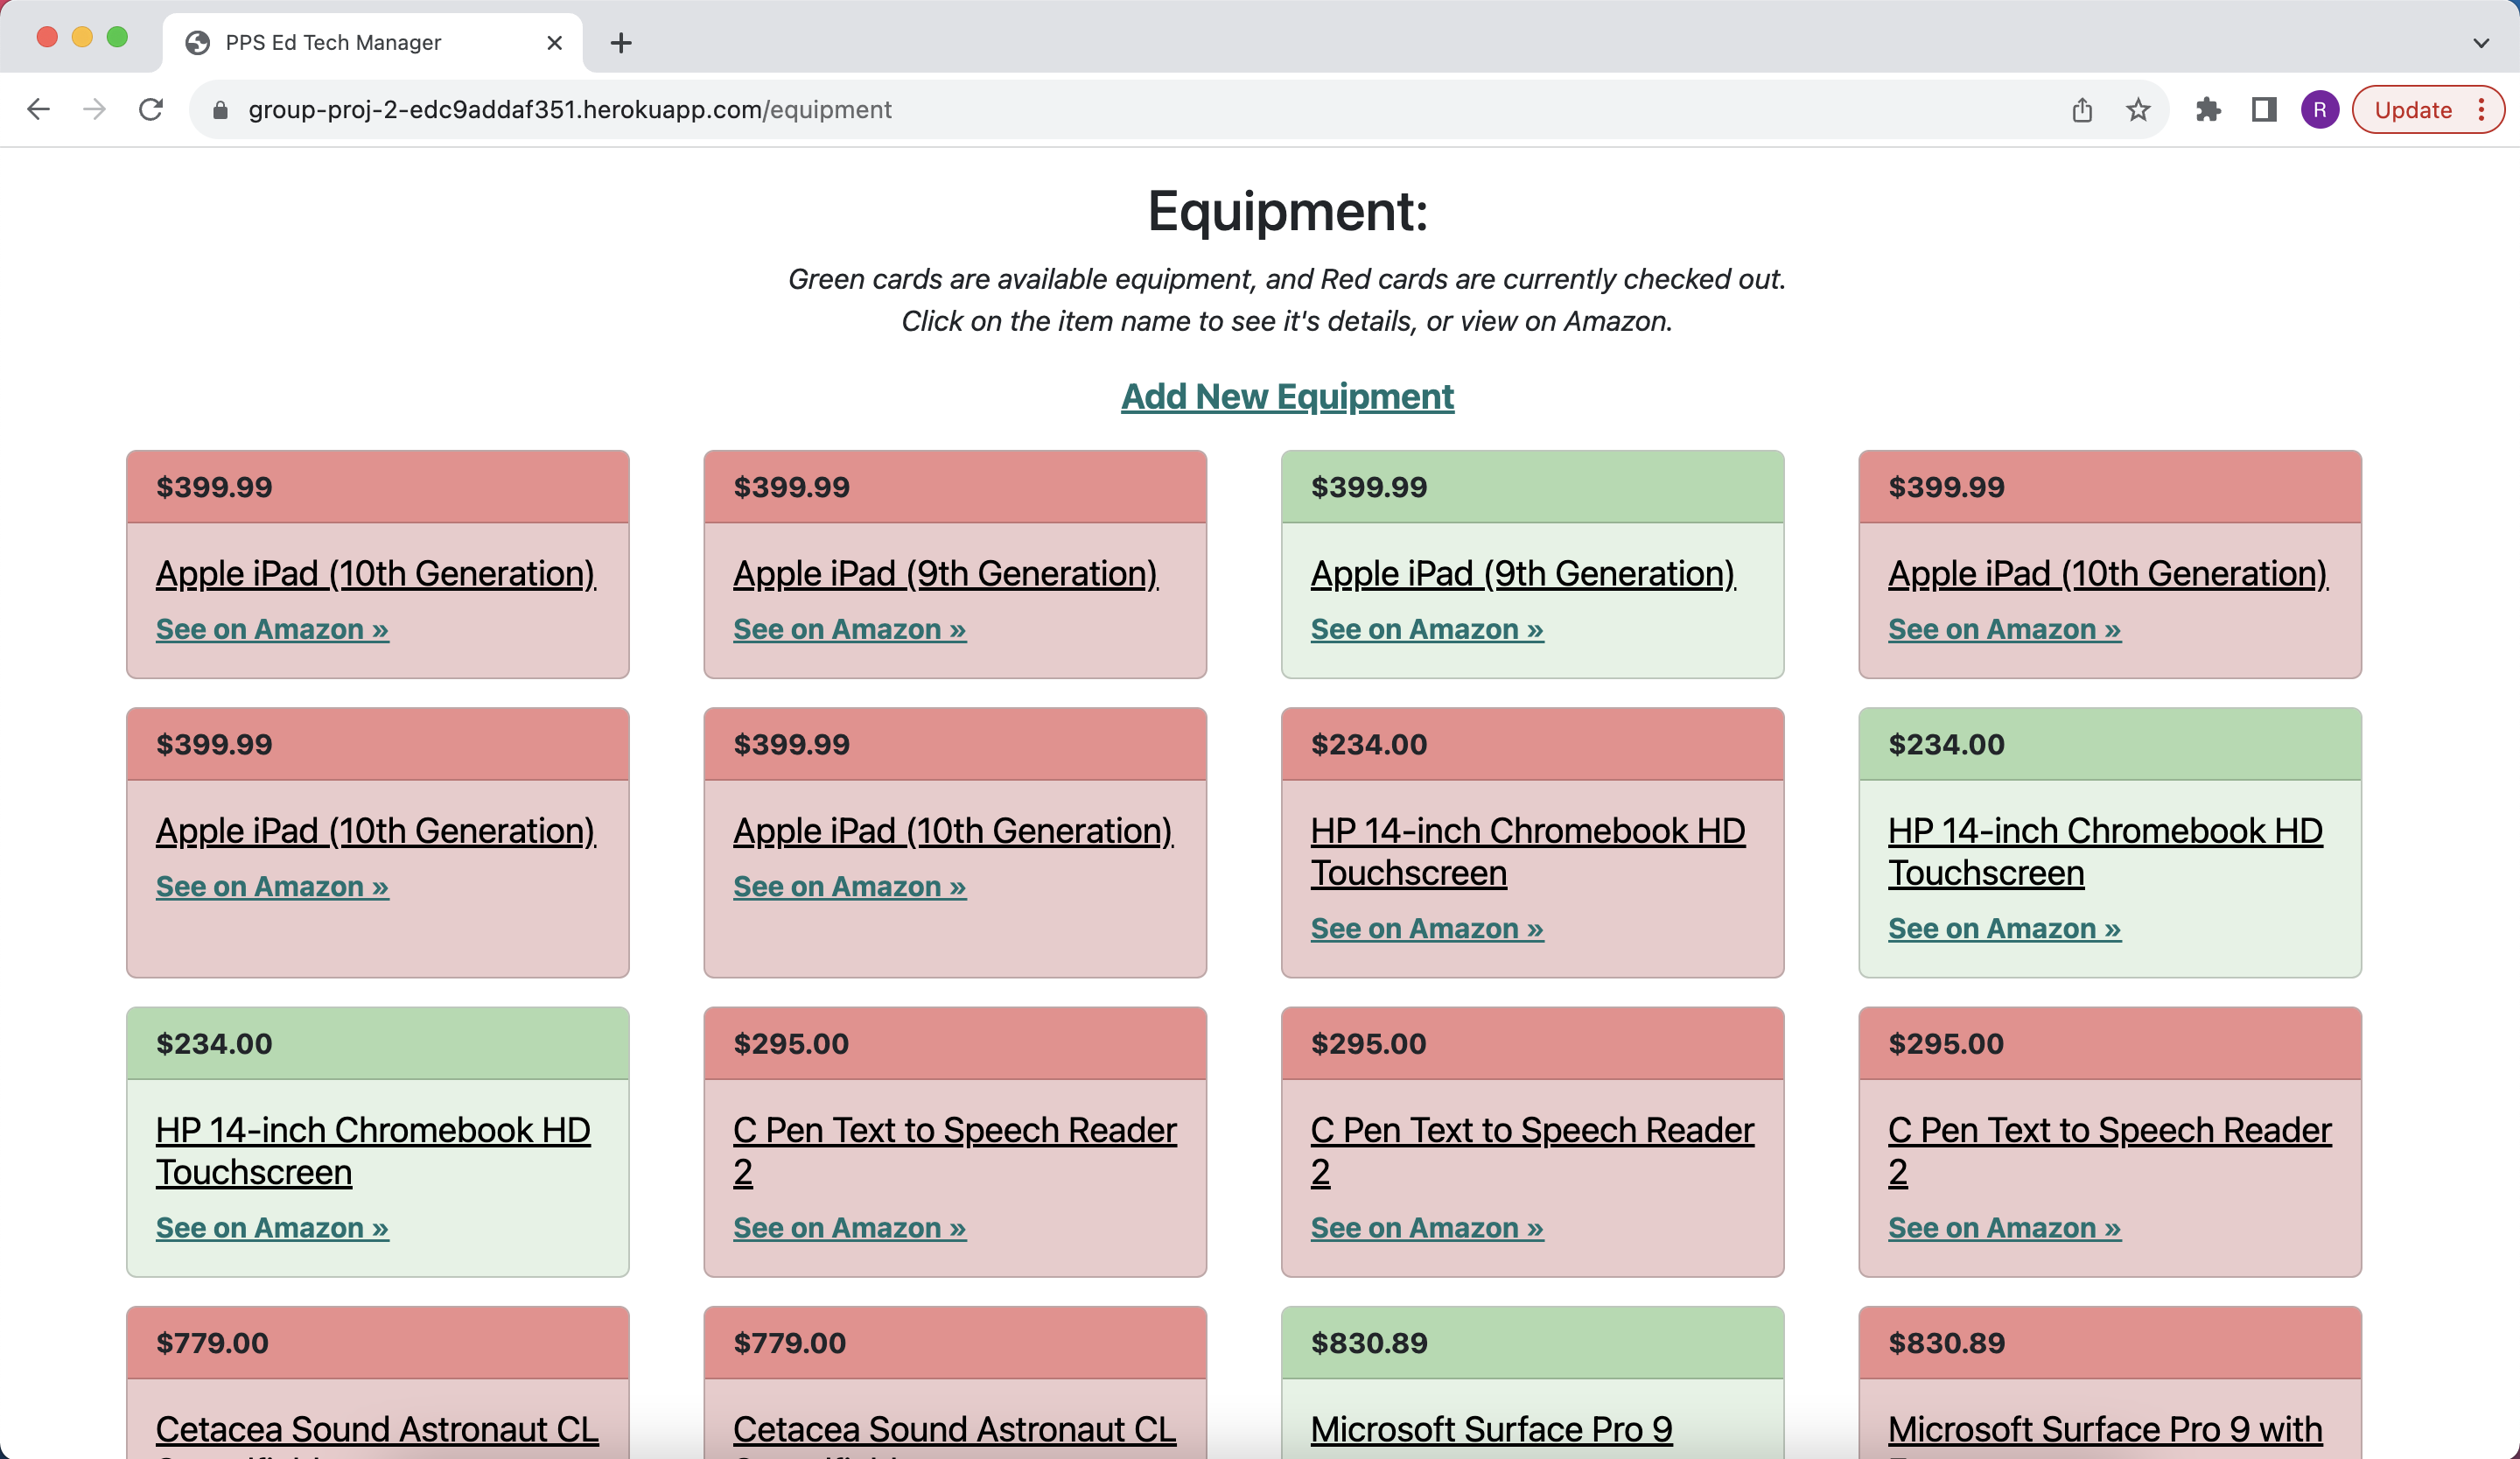 PPS Ed Tech Manager
group-proj-2-edc9addaf351.herokuapp.com/equipment
R
Update
Equipment:
Green cards are available equipment, and Red cards are currently checked out.
Click on the item name to see it's details, or view on Amazon.
Add New Equipment
$399.99
Apple iPad (10th Generation)
See on Amazon »
$399.99
Apple iPad (9th Generation)
See on Amazon »
$399.99
Apple iPad (9th Generation)
See on Amazon »
$399.99
Apple iPad (10th Generation)
See on Amazon »
$399.99
Apple iPad (10th Generation)
See on Amazon »
$399.99
Apple iPad (10th Generation)
See on Amazon »
$234.00
HP 14-inch Chromebook HD
Touchscreen
See on Amazon »
$234.00
HP 14-inch Chromebook HD
Touchscreen
See on Amazon »
$234.00
HP 14-inch Chromebook HD
Touchscreen
See on Amazon »
$295.00
C Pen Text to Speech Reader
2
See on Amazon »
$295.00
C Pen Text to Speech Reader
2
See on Amazon »
$295.00
C Pen Text to Speech Reader
2
See on Amazon »
$779.00
Cetacea Sound Astronaut CL
$779.00
Cetacea Sound Astronaut CL
$830.89
Microsoft Surface Pro 9
$830.89
Microsoft Surface Pro 9 with